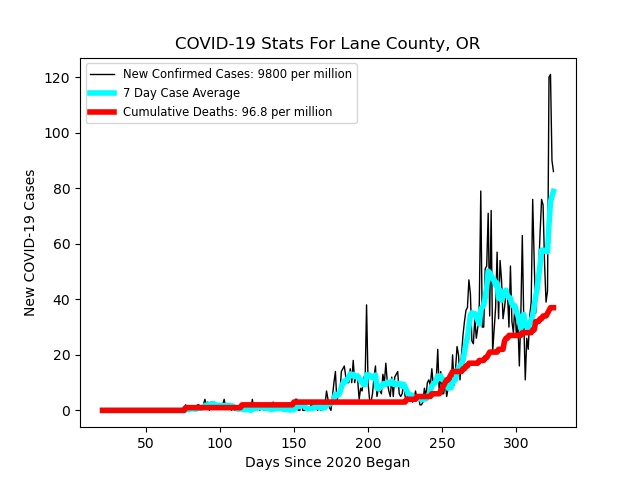 COVID-19 Stats For Lane County, OR
New Confirmed Cases: 9800 per million
7 Day Case Average
Cumulative Deaths: 96.8 per million
New COVID-19 Cases
120
100
80
60
40
20
0
50
100
150
200
250
300
Days Since 2020 Began